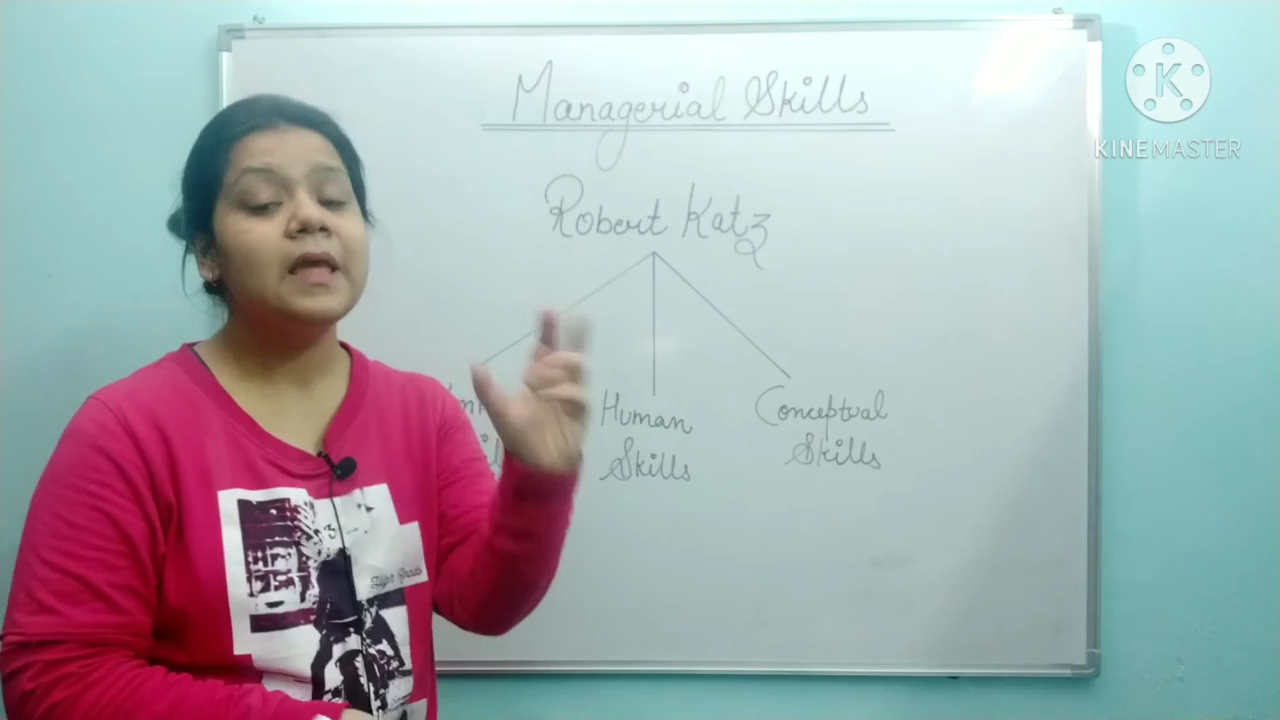 Managerial Skills
Robert Katz
Human
Skills
Conceptual
Skills
K
KINEMASTER